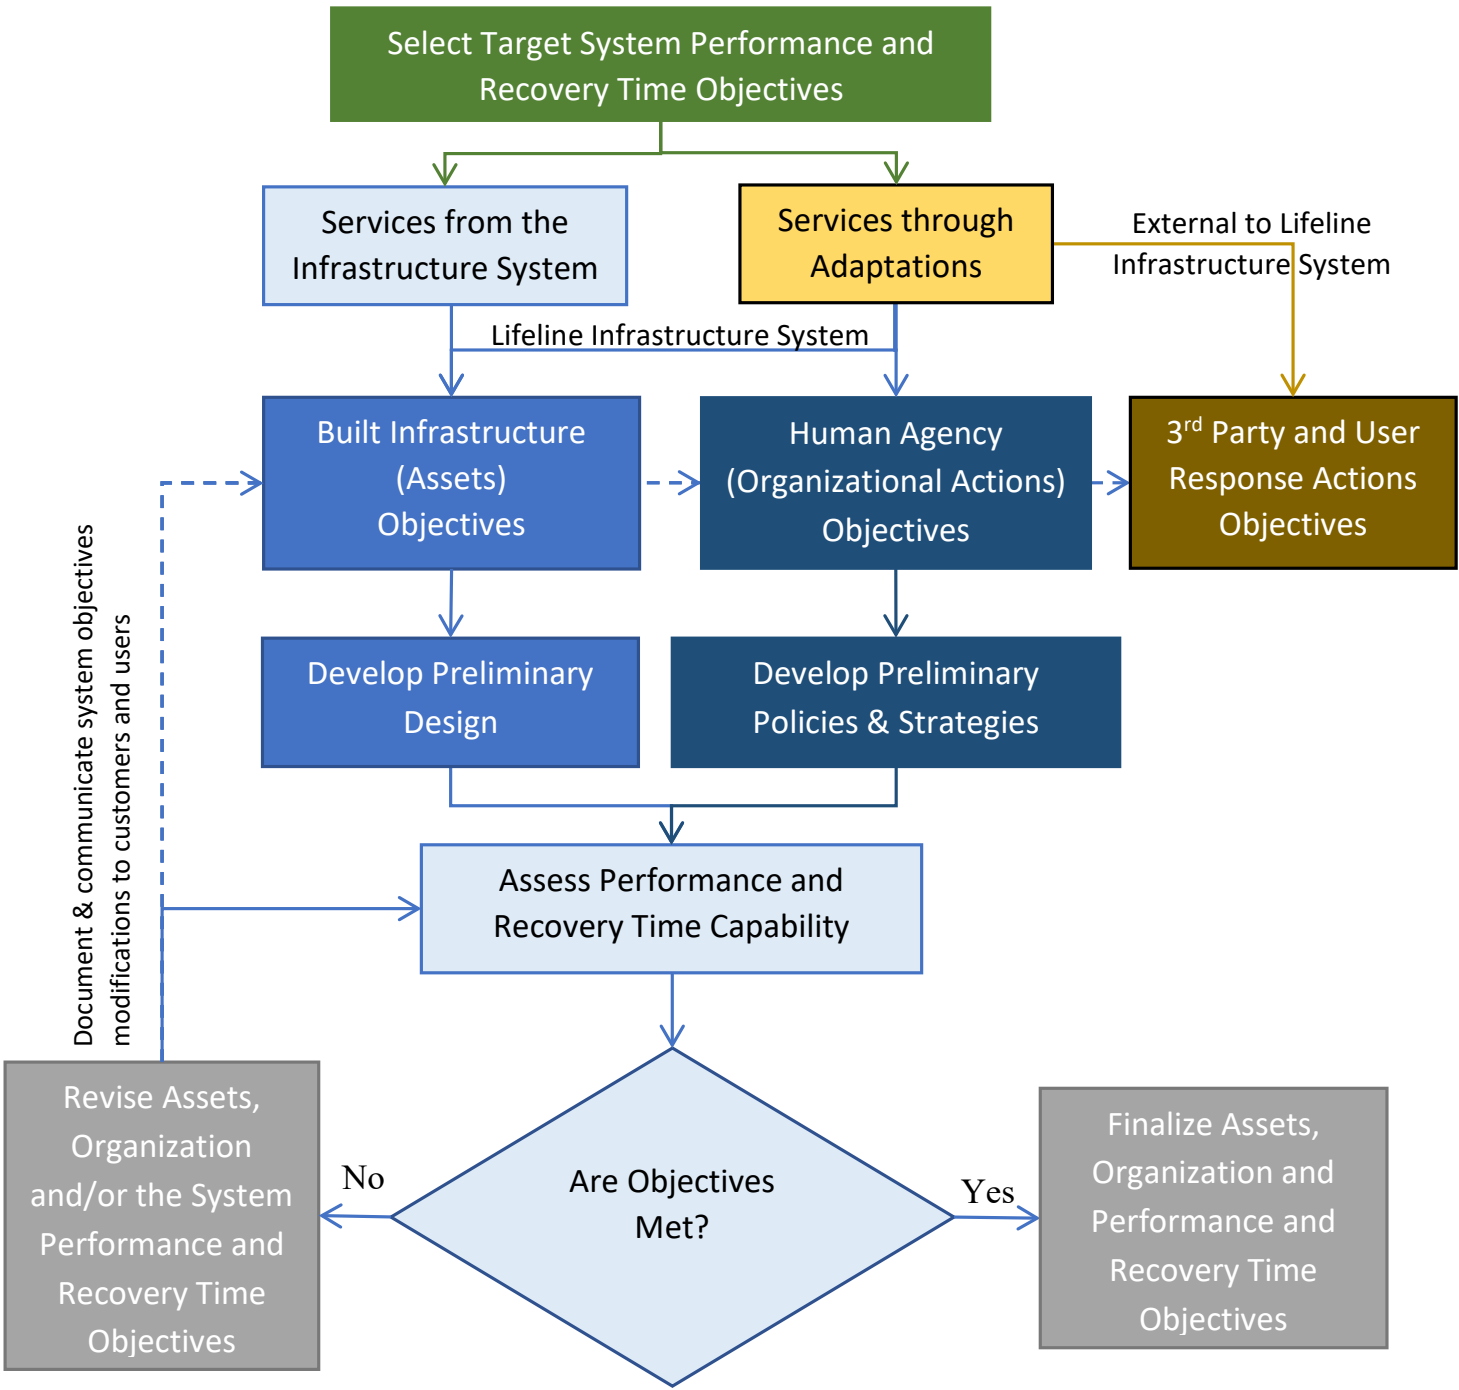 Select Target System Performance and
Recovery Time Objectives
Services from the
Infrastructure System
Services through
Adaptations
External to Lifeline
Infrastructure System
Lifeline Infrastructure System
Built Infrastructure
(Assets)
Objectives
Human Agency
(Organizational Actions)
Objectives
3rd Party and User
Response Actions
Objectives
Document & communicate system objectives
modifications to customers and users
Develop Preliminary
Design
Develop Preliminary
Policies & Strategies
Assess Performance and
Recovery Time Capability
Are Objectives
Met?
No
Yes
Revise Assets,
Organization
and/or the System
Performance and
Recovery Time
Objectives
Finalize Assets,
Organization and
Performance and
Recovery Time
Objectives